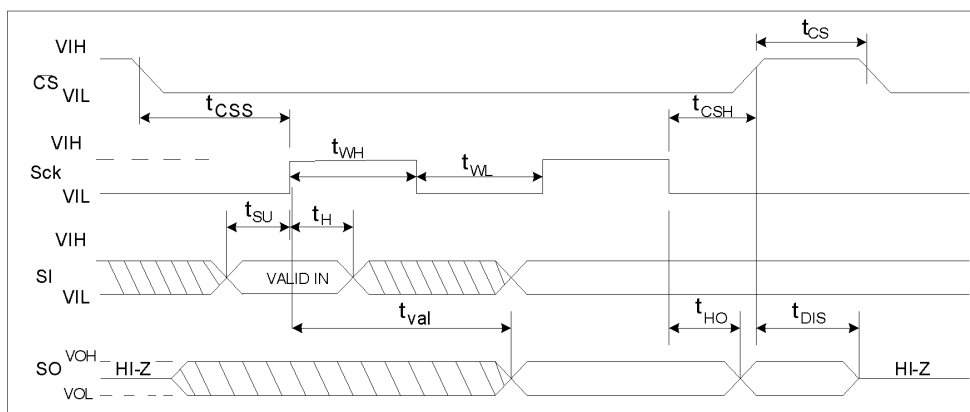 VIH
tCS
CS
VIL
tCSS
tCSH
VIH
tWH
Sck
tWL
VIL
tSU
tH
VIH
SI
VALID IN
VIL
tval
tHO
tDIS
VOH
SO
HI-Z
HI-Z
VOL